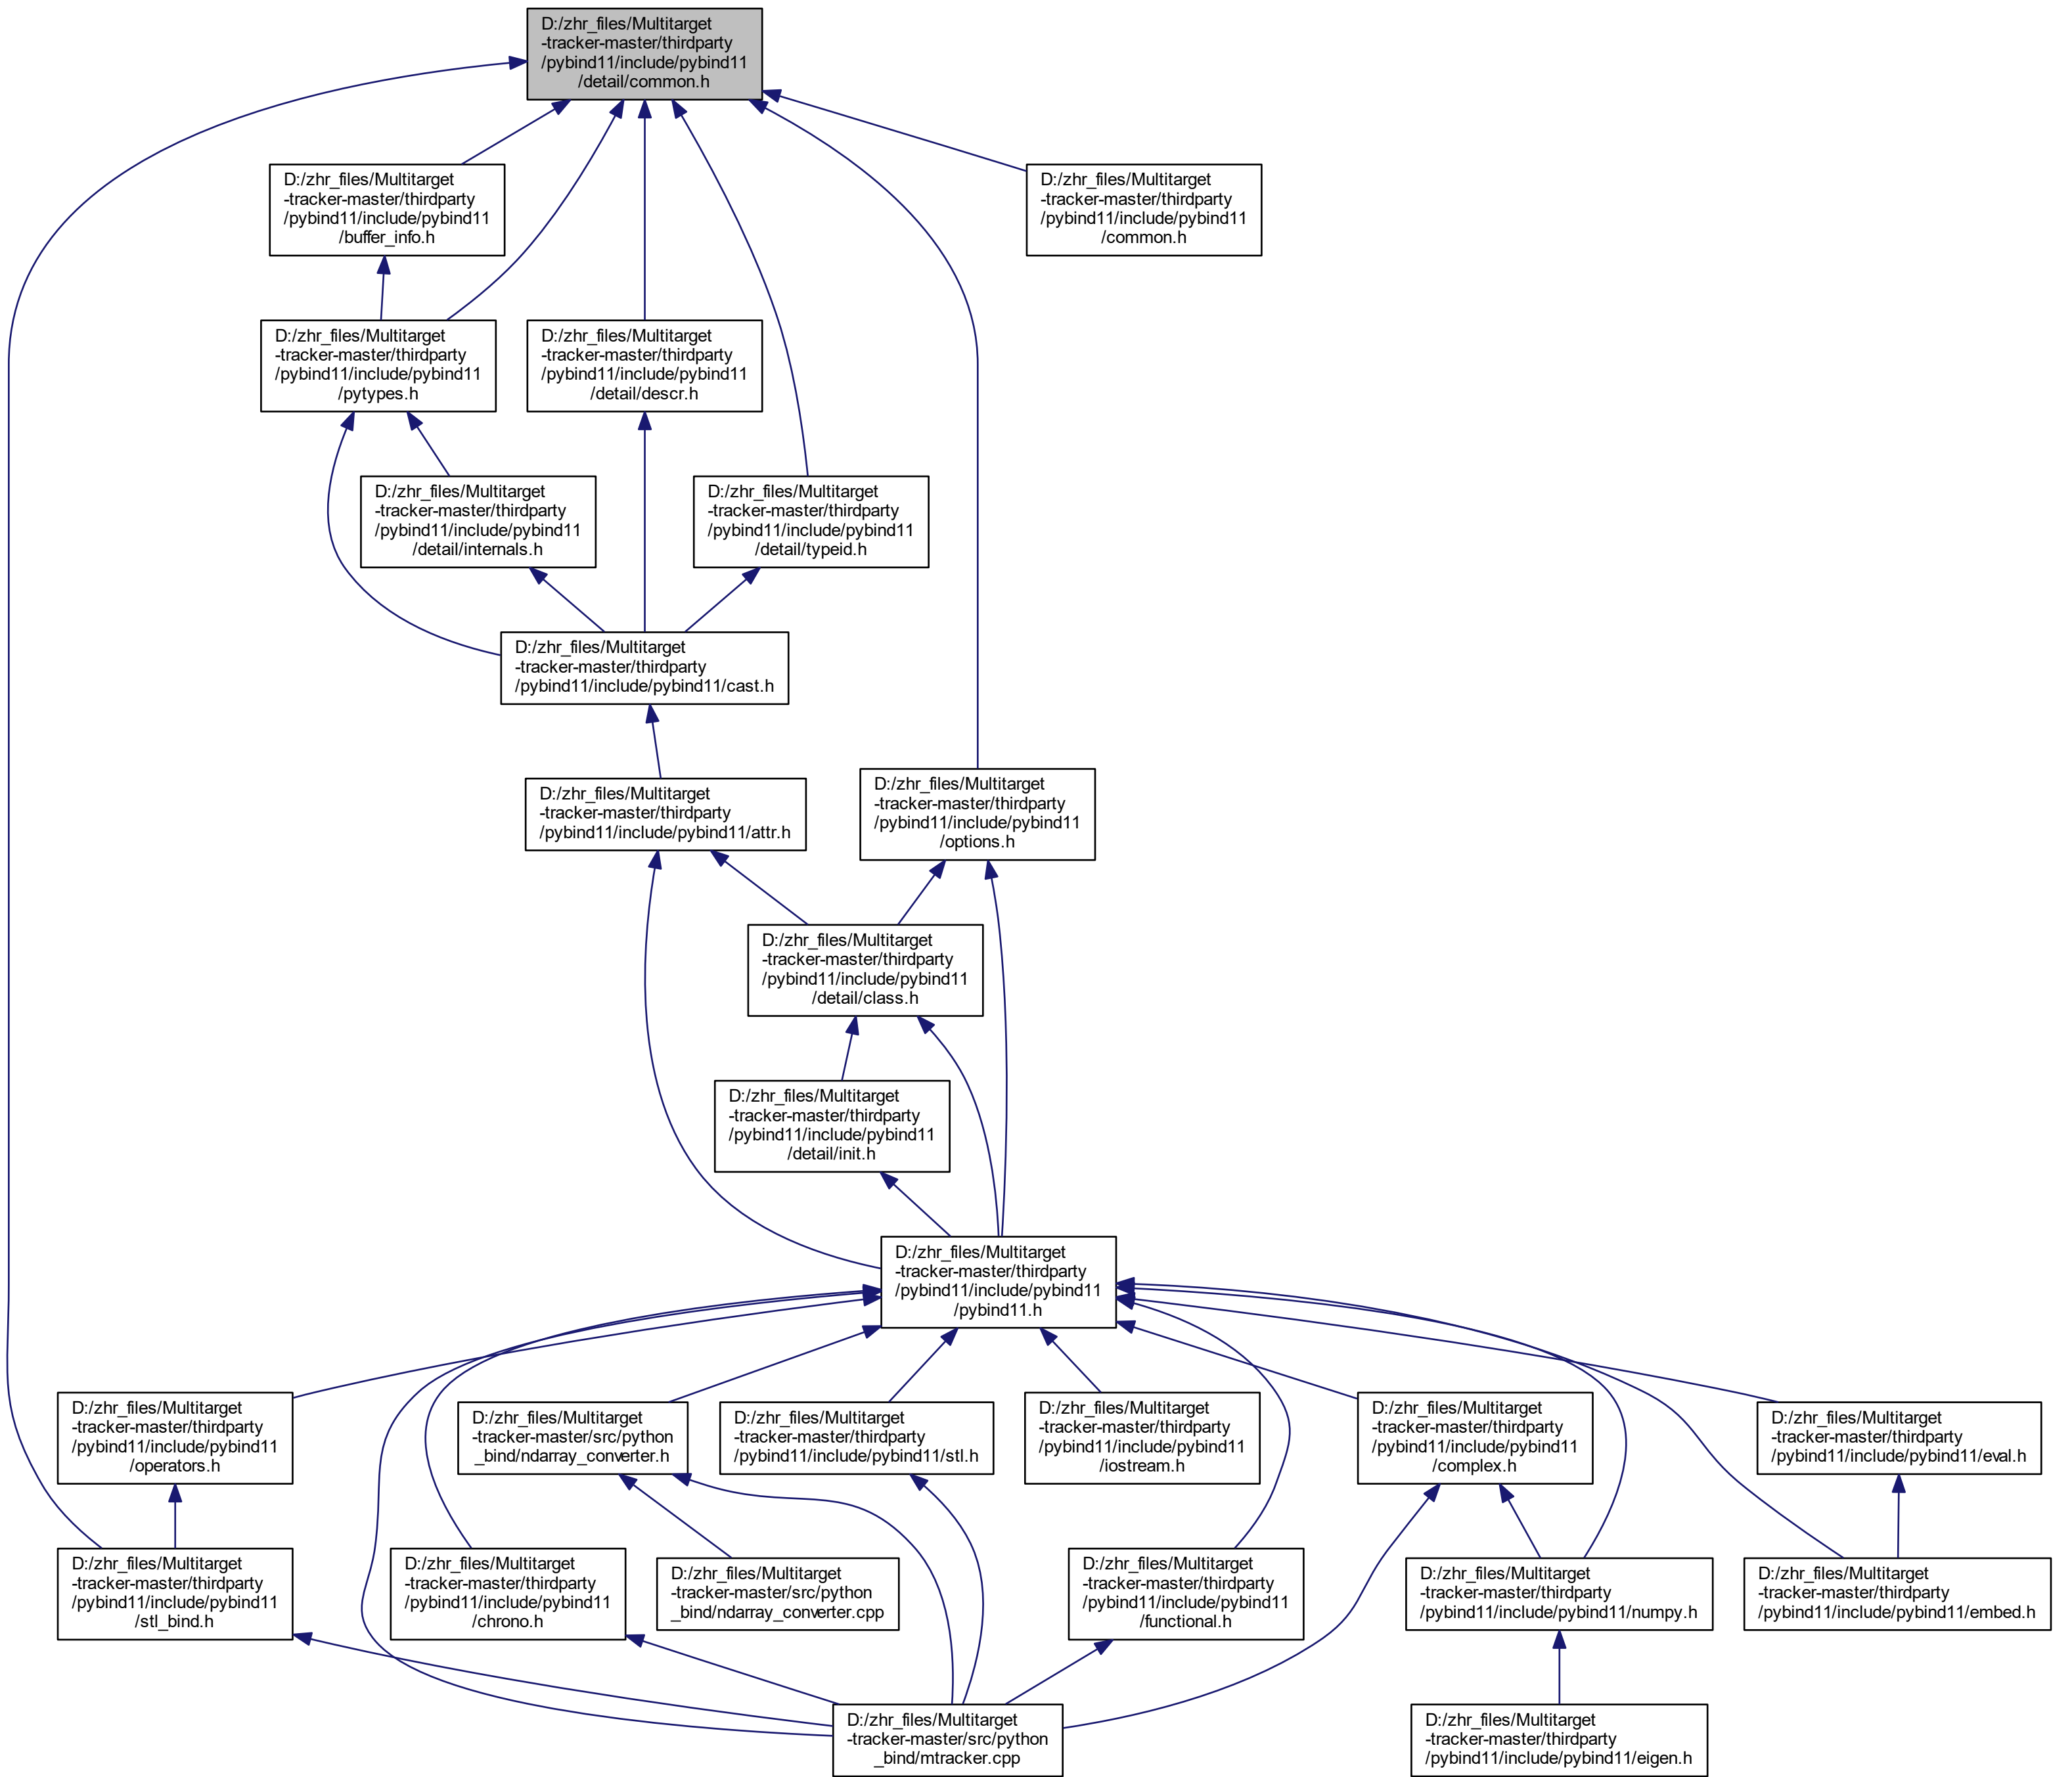 D:/zhr_files/Multitarget
-tracker-master/thirdparty
/pybind11/include/pybind11
/detail/common.h
D:/zhr_files/Multitarget
-tracker-master/thirdparty
/pybind11/include/pybind11
/buffer_info.h
D:/zhr_files/Multitarget
-tracker-master/thirdparty
/pybind11/include/pybind11
/common.h
D:/zhr_files/Multitarget
-tracker-master/thirdparty
/pybind11/include/pybind11
/pytypes.h
D:/zhr_files/Multitarget
-tracker-master/thirdparty
/pybind11/include/pybind11
/detail/descr.h
D:/zhr_files/Multitarget
-tracker-master/thirdparty
/pybind11/include/pybind11
/detail/internals.h
D:/zhr_files/Multitarget
-tracker-master/thirdparty
/pybind11/include/pybind11
/detail/typeid.h
D:/zhr_files/Multitarget
-tracker-master/thirdparty
/pybind11/include/pybind11/cast.h
D:/zhr_files/Multitarget
-tracker-master/thirdparty
/pybind11/include/pybind11/attr.h
D:/zhr_files/Multitarget
-tracker-master/thirdparty
/pybind11/include/pybind11
/options.h
D:/zhr_files/Multitarget
-tracker-master/thirdparty
/pybind11/include/pybind11
/detail/class.h
D:/zhr_files/Multitarget
-tracker-master/thirdparty
/pybind11/include/pybind11
/detail/init.h
D:/zhr_files/Multitarget
-tracker-master/thirdparty
/pybind11/include/pybind11
/pybind11.h
D:/zhr_files/Multitarget
-tracker-master/thirdparty
/pybind11/include/pybind11
/operators.h
D:/zhr_files/Multitarget
-tracker-master/src/python
_bind/ndarray_converter.h
D:/zhr_files/Multitarget
-tracker-master/thirdparty
/pybind11/include/pybind11/stl.h
D:/zhr_files/Multitarget
-tracker-master/thirdparty
/pybind11/include/pybind11
/iostream.h
D:/zhr_files/Multitarget
-tracker-master/thirdparty
/pybind11/include/pybind11
/complex.h
D:/zhr_files/Multitarget
-tracker-master/thirdparty
/pybind11/include/pybind11/eval.h
D:/zhr_files/Multitarget
-tracker-master/thirdparty
/pybind11/include/pybind11
/stl_bind.h
D:/zhr_files/Multitarget
-tracker-master/thirdparty
/pybind11/include/pybind11
/chrono.h
D:/zhr_files/Multitarget
-tracker-master/src/python
_bind/ndarray_converter.cpp
D:/zhr_files/Multitarget
-tracker-master/thirdparty
/pybind11/include/pybind11
/functional.h
D:/zhr_files/Multitarget
-tracker-master/thirdparty
/pybind11/include/pybind11/numpy.h
D:/zhr_files/Multitarget
-tracker-master/thirdparty
/pybind11/include/pybind11/embed.h
D:/zhr_files/Multitarget
-tracker-master/src/python
_bind/mtracker.cpp
D:/zhr_files/Multitarget
-tracker-master/thirdparty
/pybind11/include/pybind11/eigen.h